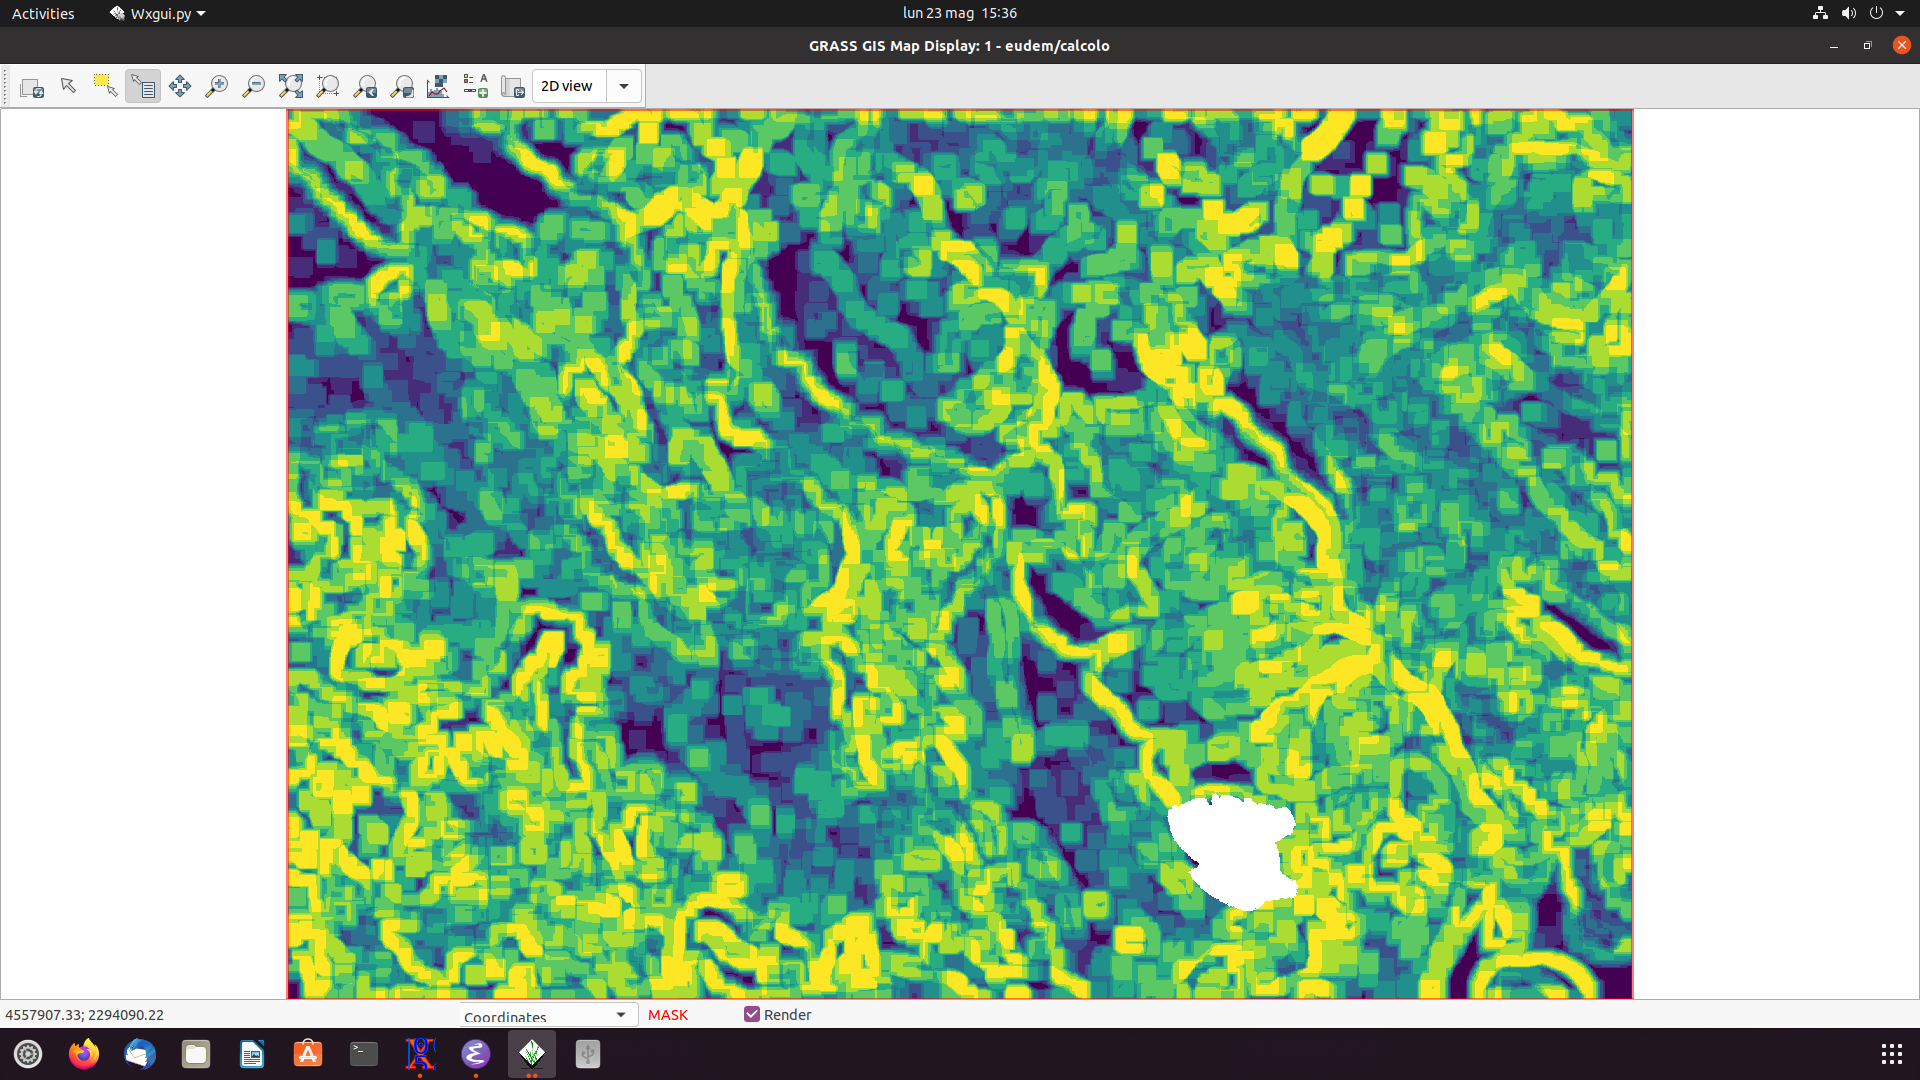 Activities
Wxgui.py
lun 23 mag 15:36
GRASS GIS Map Display: 1 - eudem/calcolo
2D view
4557907.33; 2294090.22
Coordinates
MASK
Render